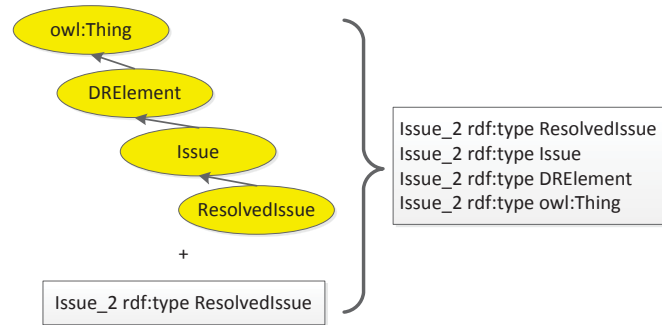 owl:Thing
DRElement
Issue
ResolvedIssue
+
Issue_2 rdf:type ResolvedIssue
Issue_2 rdf:type ResolvedIssue
Issue_2 rdf:type Issue
Issue_2 rdf:type DRElement
Issue_2 rdf:type owl:Thing